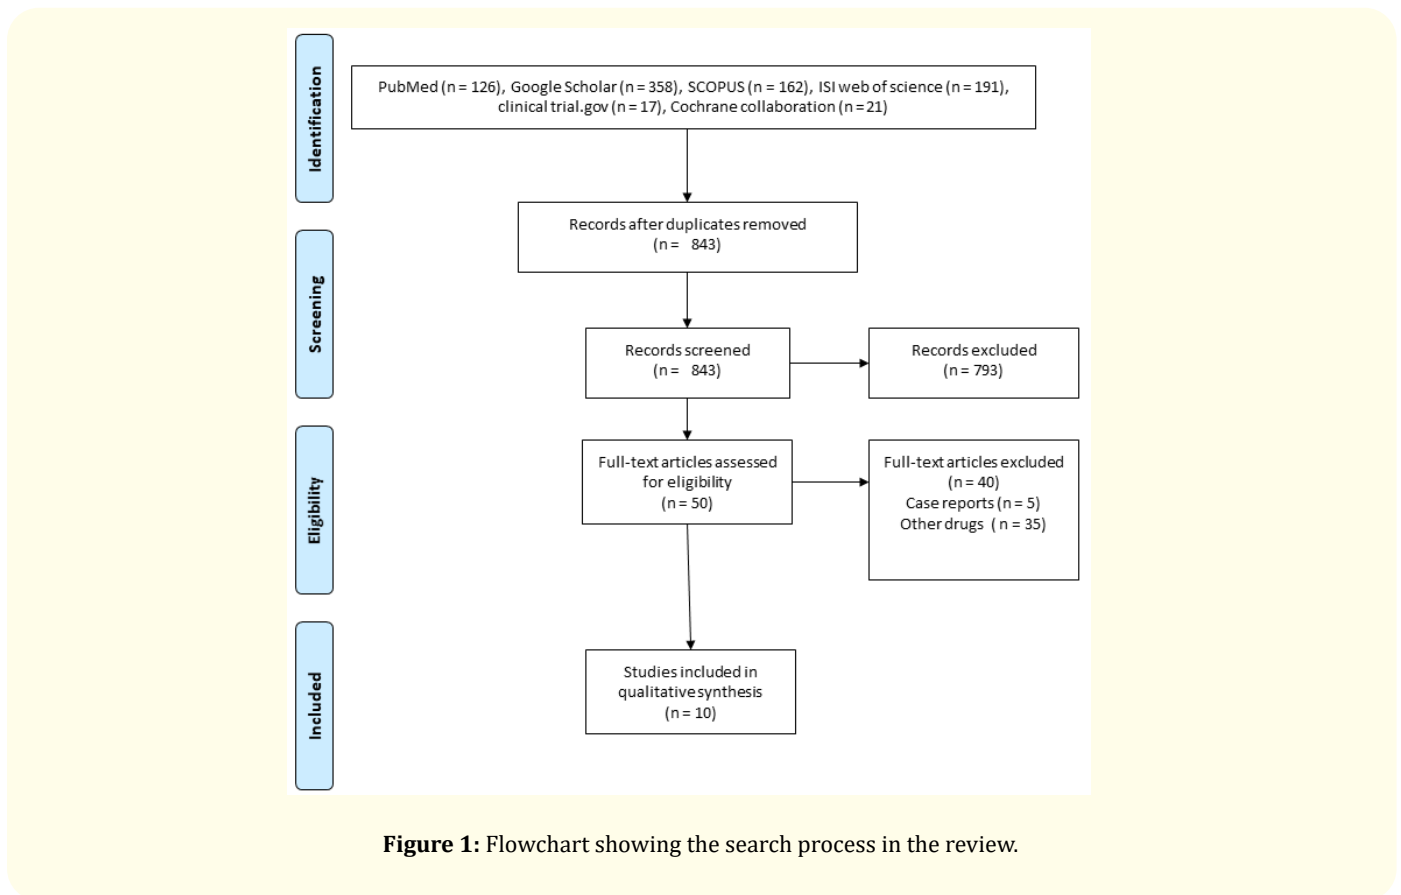 Identification
PubMed (n = 126), Google Scholar (n = 358), SCOPUS (n = 162), ISI web of science (n = 191),
clinical trial.gov (n = 17), Cochrane collaboration (n = 21)
Records after duplicates removed
(n = 843)
Screening
Records screened
(n = 843)
Records excluded
(n = 793)
Eligibility
Full-text articles assessed
for eligibility
(n = 50)
Full-text articles excluded
(n = 40)
Case reports (n = 5)
Other drugs ( n = 35)
Included
Studies included in
qualitative synthesis
(n = 10)
Figure 1: Flowchart showing the search process in the review.